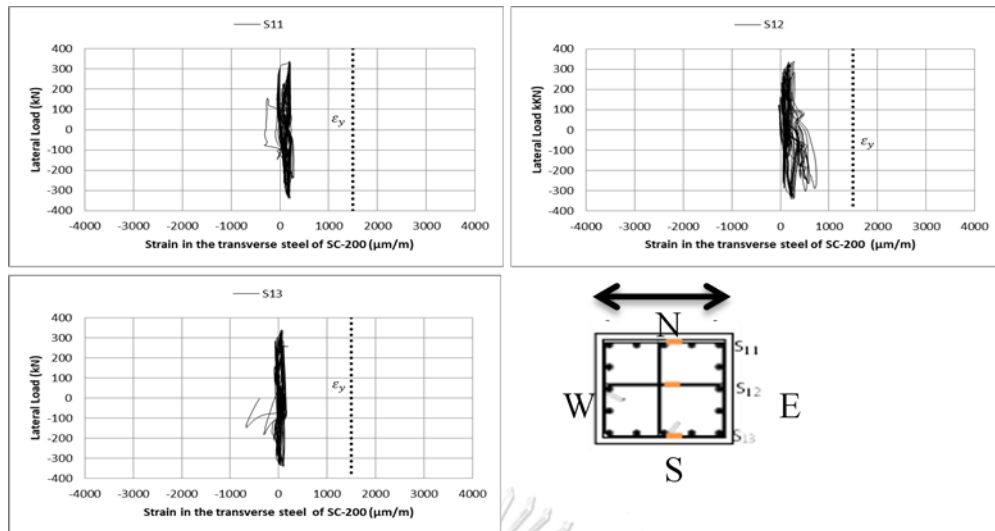 S11
400
300
200
100
0
-100
-200
-300
-400
Lateral Load (kN)
εy
-4000 -3000 -2000 -1000 0 1000 2000 3000 4000
Strain in the transverse steel of SC-200 (μm/m)
S12
400
300
200
100
0
-100
-200
-300
-400
Lateral Load kKN)
εy
-4000 -3000 -2000 -1000 0 1000 2000 3000 4000
Strain in the transverse steel of SC-200 (μm/m)
S13
400
300
200
100
0
-100
-200
-300
-400
Lateral Load (kN)
εy
-4000 -3000 -2000 -1000 0 1000 2000 3000 4000
Strain in the transverse steel of SC-200 (μm/m)
N
S11
W S12 E
S13
S